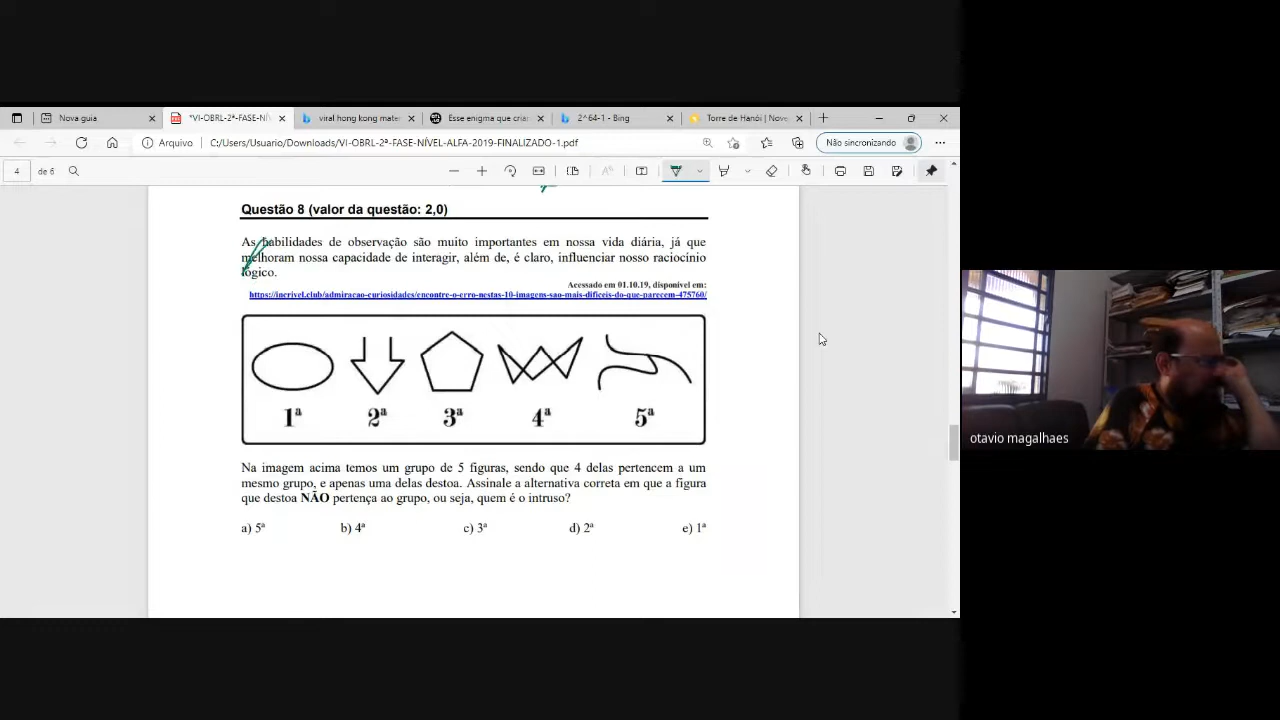 Nova guia
*VI-OBRL-2ª-FASE-NÍ
viral hong kong mate
Esse enigma que cria
2^64-1 - Bing
Torre de Hanói | Nov
Arquivo
C:/Users/Usuario/Downloads/VI-OBRL-2ª-FASE-NÍVEL-ALFA-2019-FINALIZADO-1.pdf
Não sincronizando
4
de 6
Questão 8 (valor da questão: 2,0)
As habilidades de observação são muito importantes em nossa vida diária, já que
melhoram nossa capacidade de interagir, além de, é claro, influenciar nosso raciocínio
lógico.
Acessado em 01.10.19, disponível em:
https://incrivel.club/admiracao-curiosidades/encontre-o-erro-nestas-10-imagens-sao-mais-dificeis-do-que-parecem-475760/
1ª
2ª
3ª
4ª
5ª
Na imagem acima temos um grupo de 5 figuras, sendo que 4 delas pertencem a um
mesmo grupo, e apenas uma delas destoa. Assinale a alternativa correta em que a figura
que destoa NÃO pertença ao grupo, ou seja, quem é o intruso?
a) 5ª
b) 4ª
c) 3ª
d) 2ª
e) 1ª
otavio magalhaes